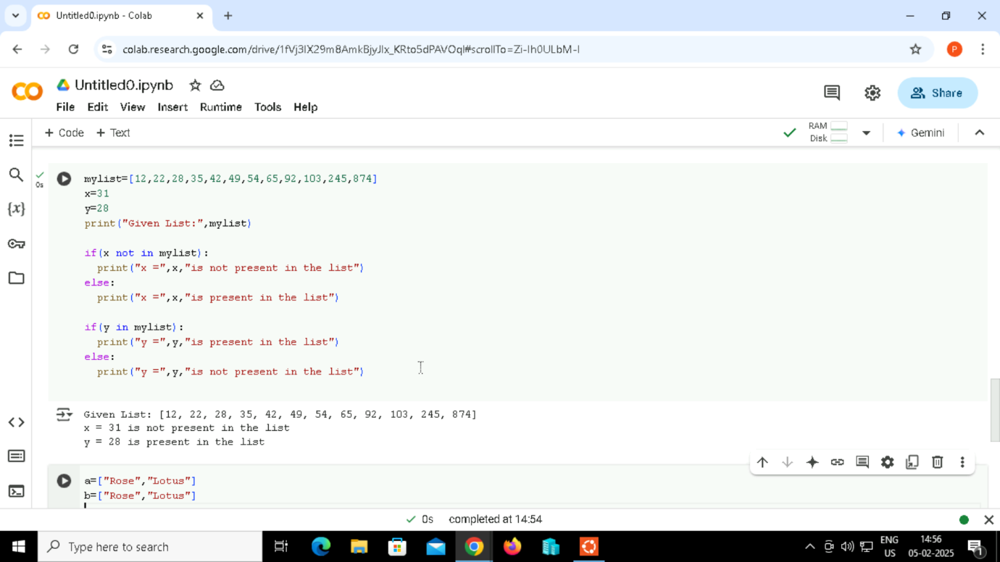 Untitled0.ipynb - Colab
colab.research.google.com/drive/1fVj3lX29m8AmkBjyJlx_KRto5dPAVOql#scrollTo=Zi-Ih0ULbM-I
P
Untitled0.ipynb
File Edit View Insert Runtime Tools Help
Share
+ Code + Text
RAM
Disk
Gemini
0s
mylist=[12,22,28,35,42,49,54,65,92,103,245,874]
x=31
y=28
print("Given List:",mylist)
if(x not in mylist):
print("x =",x,"is not present in the list")
else:
print("x =",x,"is present in the list")
if(y in mylist):
print("y =",y,"is present in the list")
else:
print("y =",y,"is not present in the list")
Given List: [12, 22, 28, 35, 42, 49, 54, 65, 92, 103, 245, 874]
x = 31 is not present in the list
y = 28 is present in the list
a=["Rose","Lotus"]
b=["Rose","Lotus"]
0s completed at 14:54
Type here to search
ENG
US
14:56
05-02-2025
1